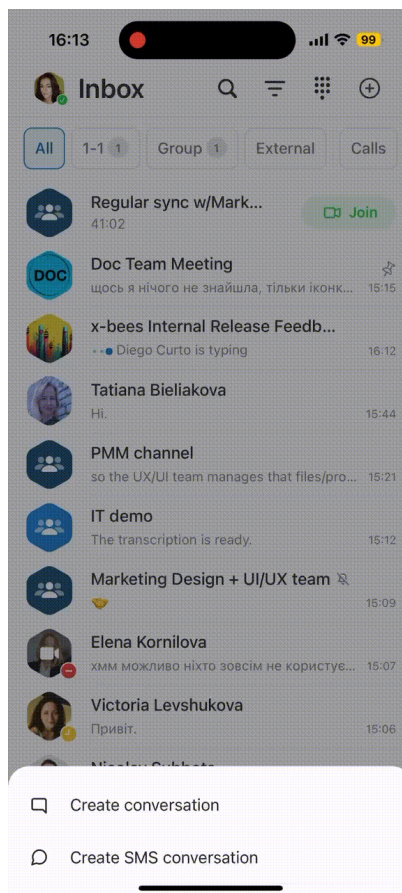 16:13
99
Inbox
All
1-1 1
Group 1
External
Calls
Regular sync w/Mark...
41:02
Join
Doc Team Meeting
DOC
щось я нічого не знайшла, тільки іконк... 15:15
x-bees Internal Release Feedb...
Diego Curto is typing 16:12
Tatiana Bieliakova
Hi. 15:44
PMM channel
so the UX/UI team manages that files/pro... 15:21
IT demo
The transcription is ready. 15:12
Marketing Design + UI/UX team
15:09
Elena Kornilova
хмм можливо ніхто зовсім не користує... 15:07
Victoria Levshukova
Привіт. 15:06
Create conversation
Create SMS conversation